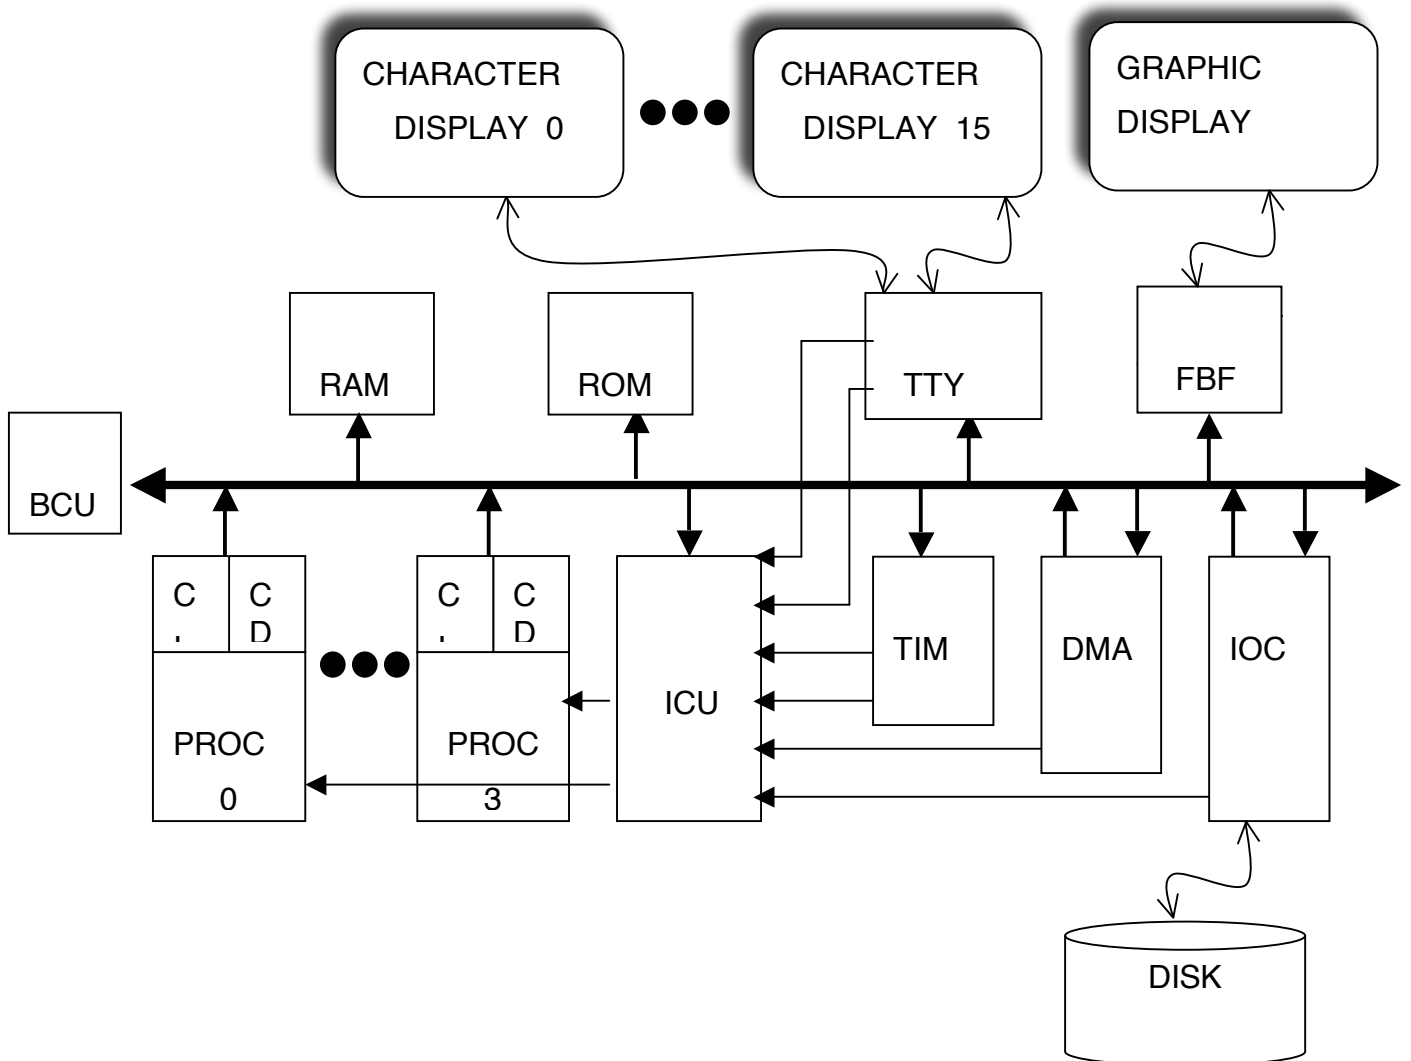 CHARACTER
DISPLAY 0
CHARACTER
DISPLAY 15
GRAPHIC
DISPLAY
RAM
ROM
TTY
FBF
BCU
C
C
D
C
C
D
TIM
DMA
IOC
ICU
PROC
0
PROC
3
DISK